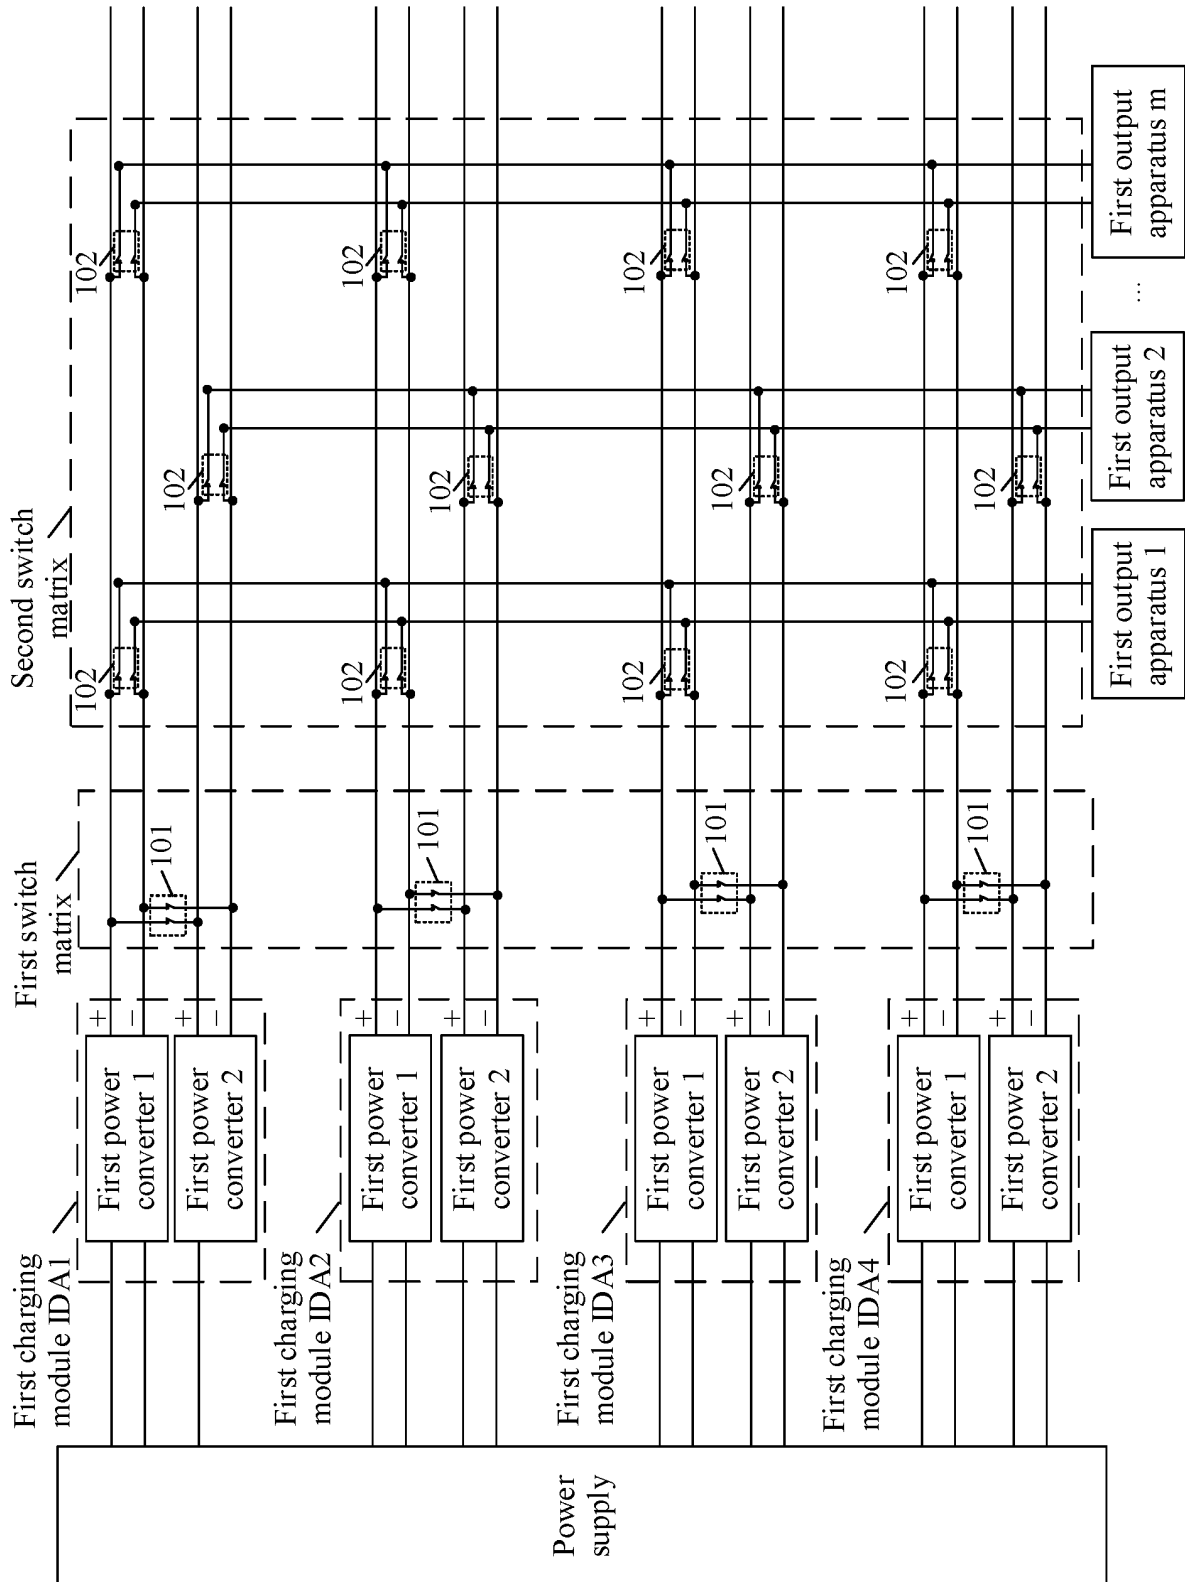 Power
supply
First charging
module IDA1
First power
converter 1
First power
converter 2
+
−
+
−
First charging
module IDA2
First power
converter 1
First power
converter 2
+
−
+
−
First charging
module IDA3
First power
converter 1
First power
converter 2
+
−
+
−
First charging
module IDA4
First power
converter 1
First power
converter 2
+
−
+
−
First switch
matrix
101
101
101
101
Second switch
matrix
102
102
102
102
102
102
102
102
102
102
102
102
First output
apparatus 1
First output
apparatus 2
...
First output
apparatus m